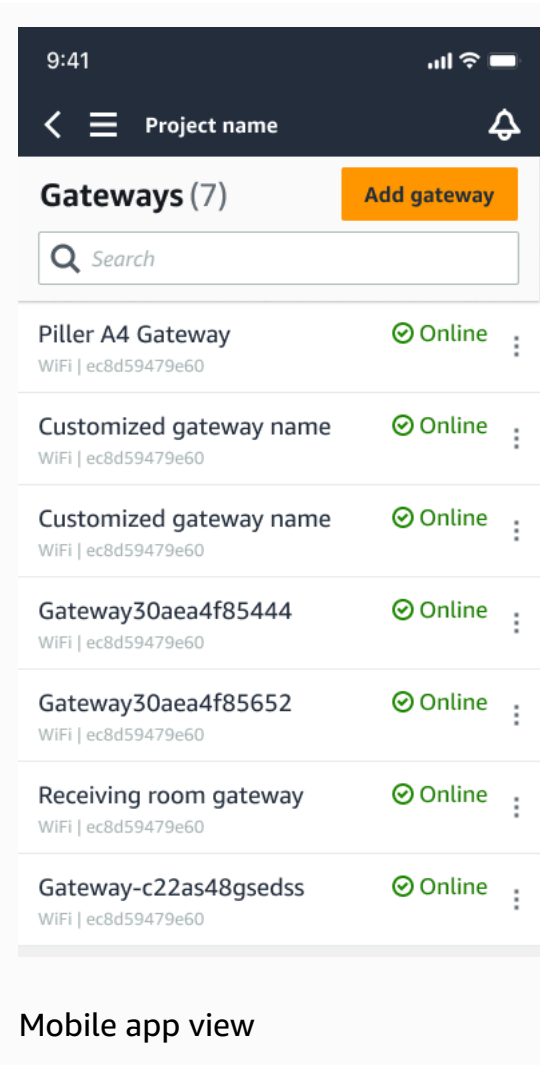 9:41
Project name
Gateways (7)
Add gateway
Search
Piller A4 Gateway
Online
WiFi | ec8d59479e60
Customized gateway name
Online
WiFi | ec8d59479e60
Customized gateway name
Online
WiFi | ec8d59479e60
Gateway30aea4f85444
Online
WiFi | ec8d59479e60
Gateway30aea4f85652
Online
WiFi | ec8d59479e60
Receiving room gateway
Online
WiFi | ec8d59479e60
Gateway-c22as48gsedss
Online
WiFi | ec8d59479e60
Mobile app view